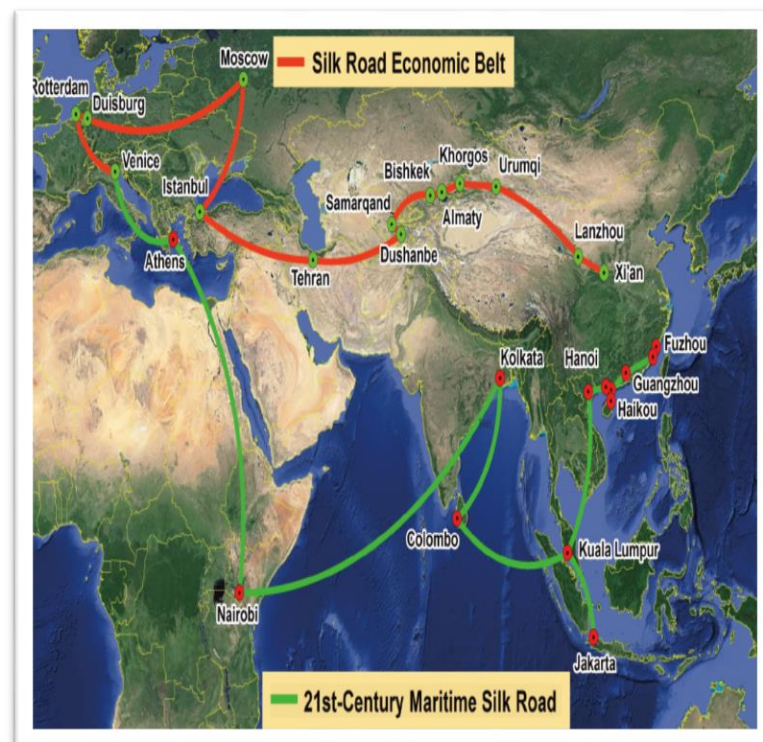 Moscow
Silk Road Economic Belt
Rotterdam
Duisburg
Venice
Istanbul
Athens
Tehran
Samarqand
Dushanbe
Bishkek
Almaty
Khorgos
Urumqi
Lanzhou
Xi'an
Kolkata
Hanoi
Fuzhou
Guangzhou
Haikou
Colombo
Kuala Lumpur
Nairobi
Jakarta
21st-Century Maritime Silk Road